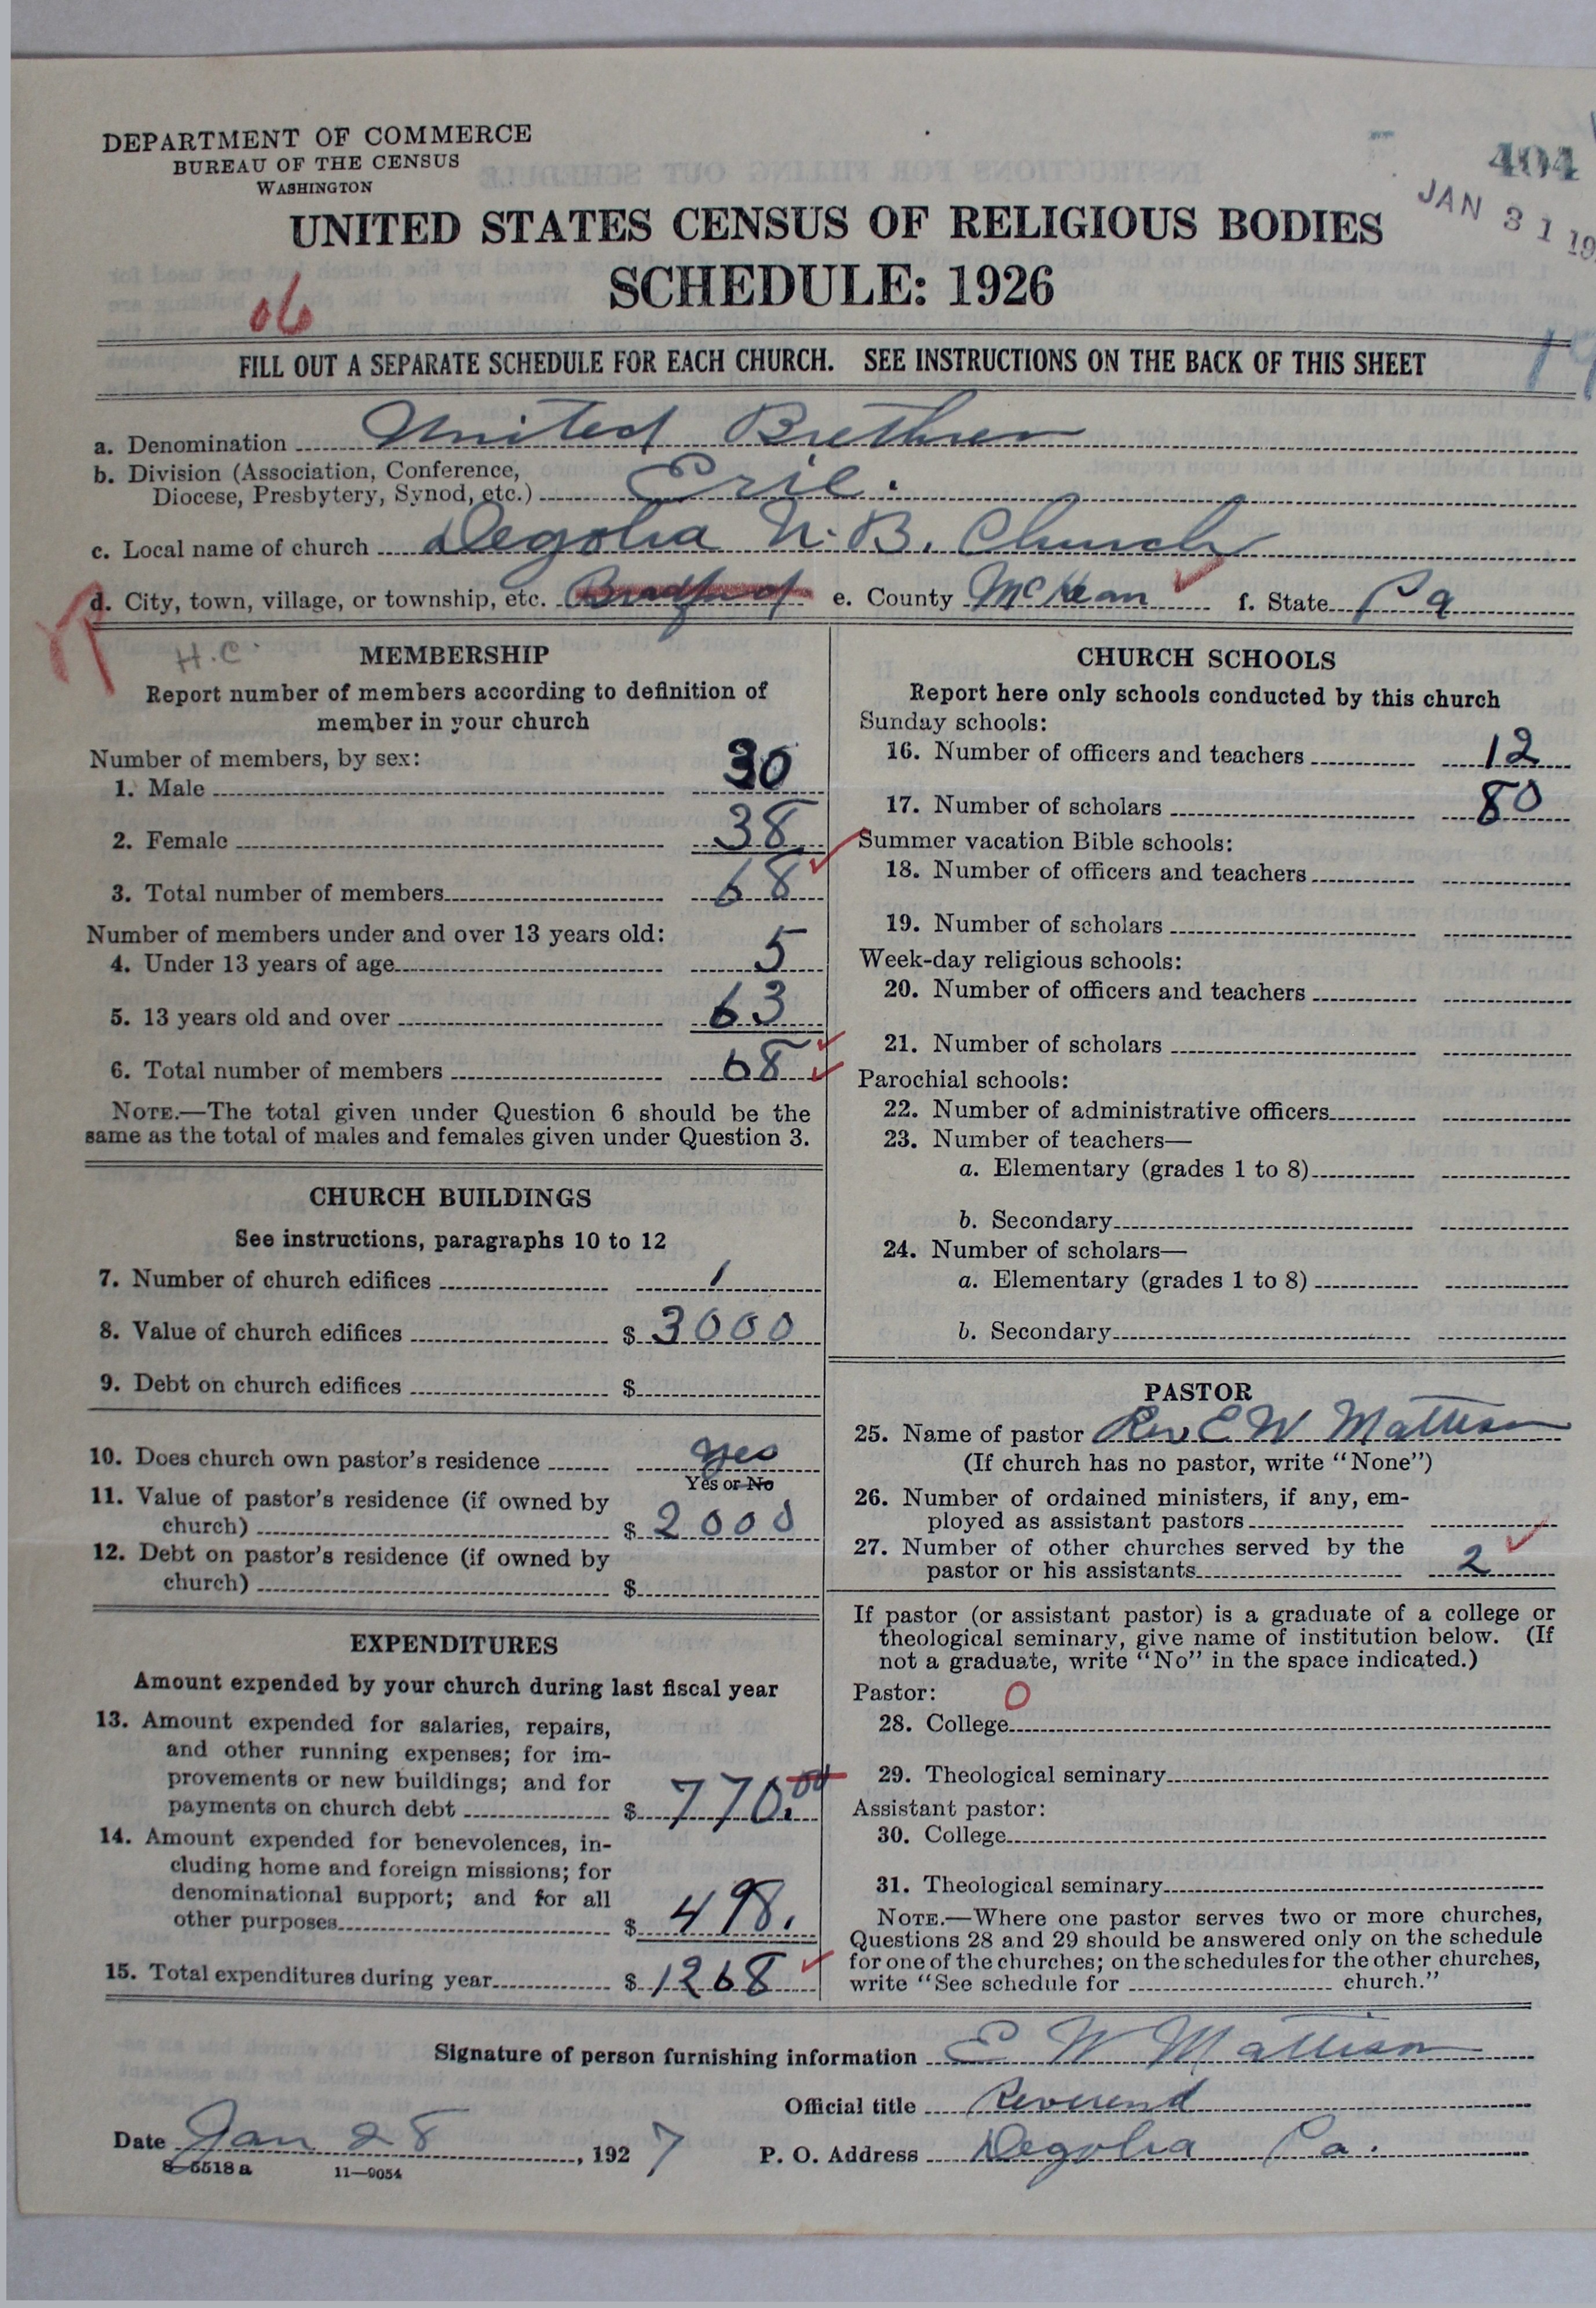 DEPARTMENT OF COMMERCE
BUREAU OF THE CENSUS
WASHINGTON
404
JAN 31 19
UNITED STATES CENSUS OF RELIGIOUS BODIES
SCHEDULE: 1926
06
FILL OUT A SEPARATE SCHEDULE FOR EACH CHURCH. SEE INSTRUCTIONS ON THE BACK OF THIS SHEET
19
a. Denomination United Brethren
b. Division (Association, Conference,
Diocese, Presbytery, Synod, etc.) Erie.
c. Local name of church Degolia U. B. Church
d. City, town, village, or township, etc. Bradford e. County McKean f. State Pa
H.C.
MEMBERSHIP
Report number of members according to definition of
member in your church
Number of members, by sex:
1. Male 30
2. Female 38
3. Total number of members 68
Number of members under and over 13 years old:
4. Under 13 years of age 5
5. 13 years old and over 63
6. Total number of members 68
NOTE.—The total given under Question 6 should be the
same as the total of males and females given under Question 3.
CHURCH BUILDINGS
See instructions, paragraphs 10 to 12
7. Number of church edifices 1
8. Value of church edifices $ 3000
9. Debt on church edifices $
10. Does church own pastor's residence yes
Yes or No
11. Value of pastor's residence (if owned by
church) $ 2000
12. Debt on pastor's residence (if owned by
church) $
EXPENDITURES
Amount expended by your church during last fiscal year
13. Amount expended for salaries, repairs,
and other running expenses; for im-
provements or new buildings; and for
payments on church debt $ 770.00
14. Amount expended for benevolences, in-
cluding home and foreign missions; for
denominational support; and for all
other purposes $ 498.
15. Total expenditures during year $ 1268
CHURCH SCHOOLS
Report here only schools conducted by this church
Sunday schools:
16. Number of officers and teachers 12
17. Number of scholars 80
Summer vacation Bible schools:
18. Number of officers and teachers
19. Number of scholars
Week-day religious schools:
20. Number of officers and teachers
21. Number of scholars
Parochial schools:
22. Number of administrative officers
23. Number of teachers—
a. Elementary (grades 1 to 8)
b. Secondary
24. Number of scholars—
a. Elementary (grades 1 to 8)
b. Secondary
PASTOR
25. Name of pastor Rev E W Mattison
(If church has no pastor, write "None")
26. Number of ordained ministers, if any, em-
ployed as assistant pastors
27. Number of other churches served by the
pastor or his assistants 2
If pastor (or assistant pastor) is a graduate of a college or
theological seminary, give name of institution below. (If
not a graduate, write "No" in the space indicated.)
Pastor: 0
28. College
29. Theological seminary
Assistant pastor:
30. College
31. Theological seminary
NOTE.—Where one pastor serves two or more churches,
Questions 28 and 29 should be answered only on the schedule
for one of the churches; on the schedules for the other churches,
write "See schedule for church."
Signature of person furnishing information E W Mattison
Official title Reverend
Date Jan 28, 1927 P. O. Address Degolia Pa.
8-5518 a 11—9054